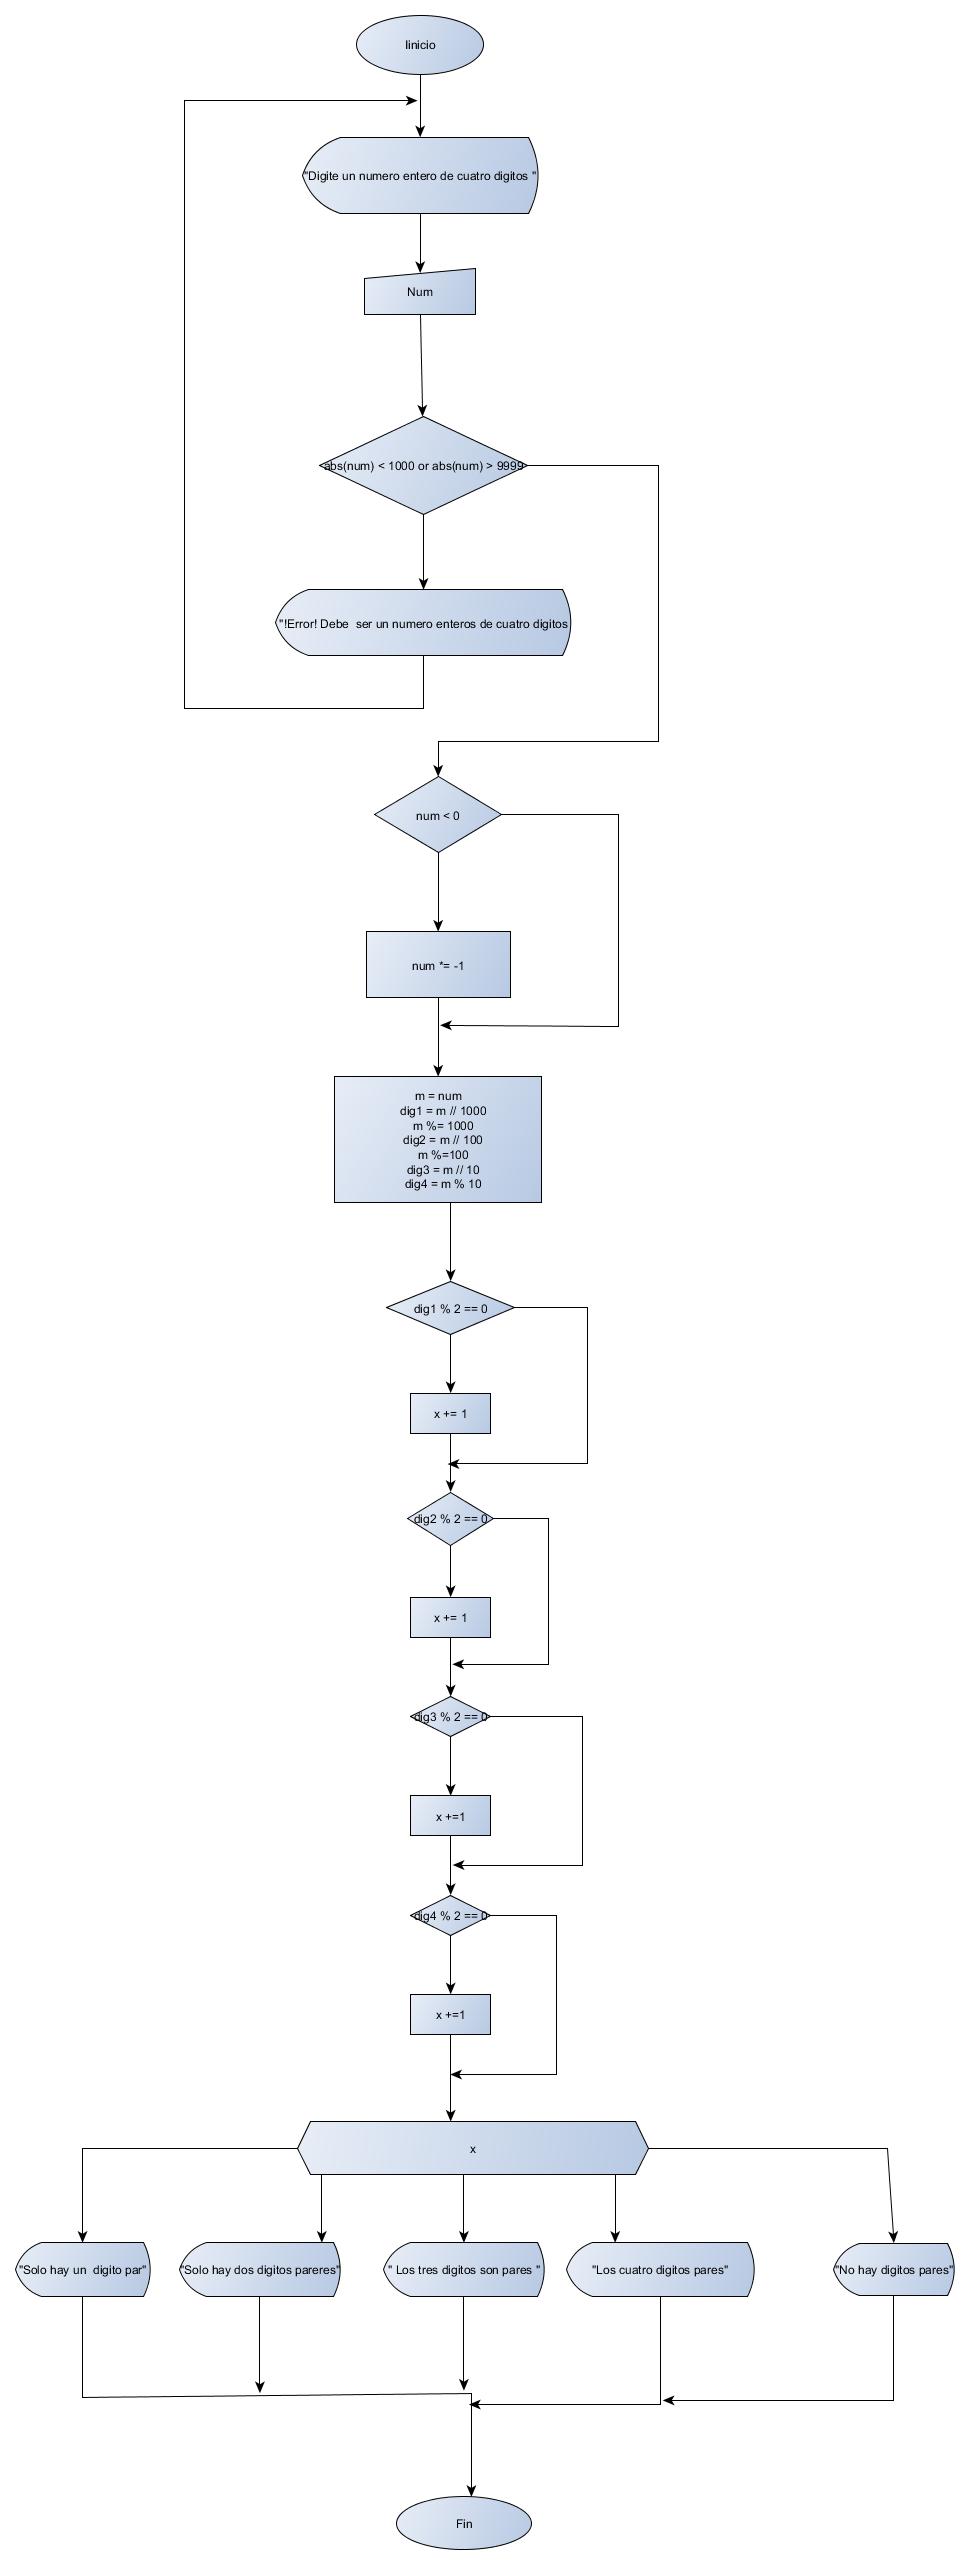 Iinicio
"Digite un numero entero de cuatro digitos "
Num
abs(num) < 1000 or abs(num) > 9999
"!Error! Debe  ser un numero enteros de cuatro digitos
num < 0
num *= -1
m = num
dig1 = m // 1000
m %= 1000
dig2 = m // 100
m %=100
dig3 = m // 10
dig4 = m % 10
dig1 % 2 == 0
x += 1
dig2 % 2 == 0
x += 1
dig3 % 2 == 0
x +=1
dig4 % 2 == 0
x +=1
x
"Solo hay un  digito par"
"Solo hay dos digitos pareres"
" Los tres digitos son pares "
"Los cuatro digitos pares"
"No hay digitos pares"
Fin